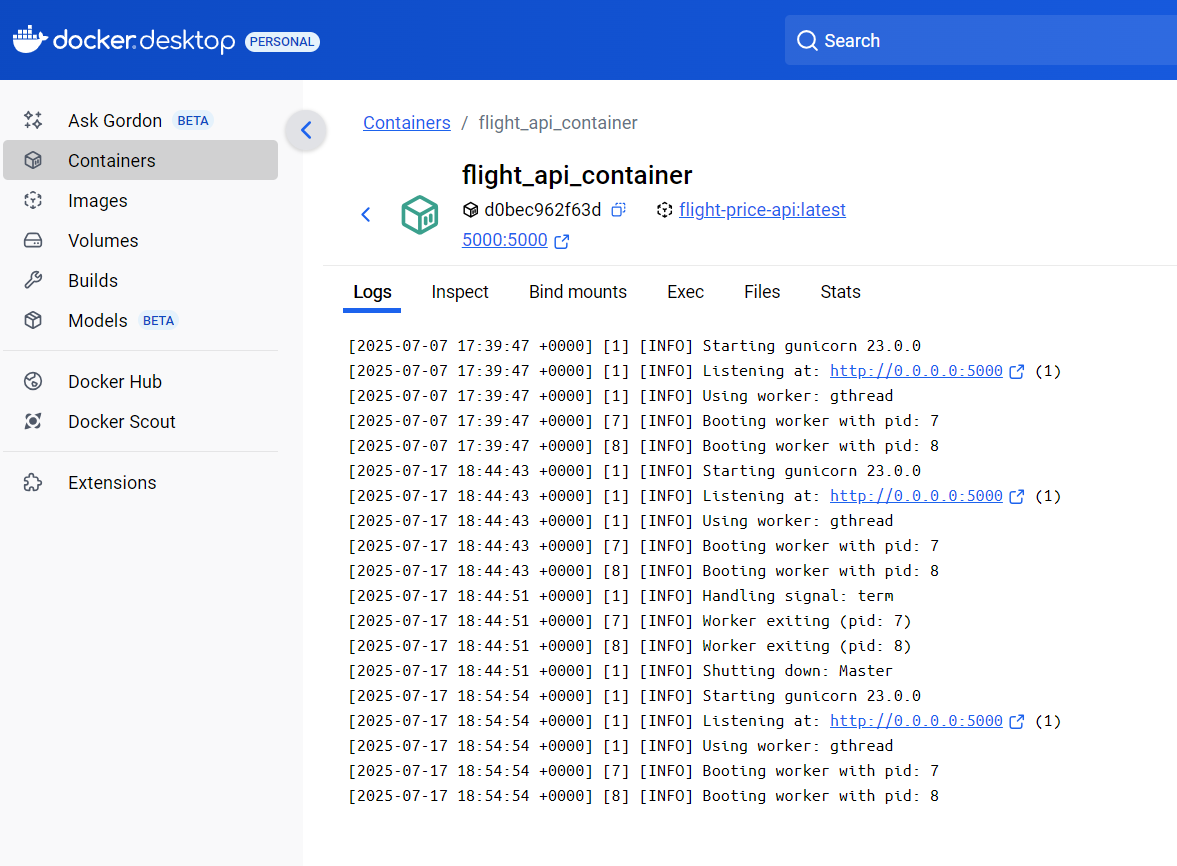 docker.desktop PERSONAL
Search
Ask Gordon BETA
Containers
Images
Volumes
Builds
Models BETA
Docker Hub
Docker Scout
Extensions
Containers / flight_api_container
flight_api_container
d0bec962f63d flight-price-api:latest
5000:5000
Logs Inspect Bind mounts Exec Files Stats
[2025-07-07 17:39:47 +0000] [1] [INFO] Starting gunicorn 23.0.0
[2025-07-07 17:39:47 +0000] [1] [INFO] Listening at: http://0.0.0.0:5000 (1)
[2025-07-07 17:39:47 +0000] [1] [INFO] Using worker: gthread
[2025-07-07 17:39:47 +0000] [7] [INFO] Booting worker with pid: 7
[2025-07-07 17:39:47 +0000] [8] [INFO] Booting worker with pid: 8
[2025-07-17 18:44:43 +0000] [1] [INFO] Starting gunicorn 23.0.0
[2025-07-17 18:44:43 +0000] [1] [INFO] Listening at: http://0.0.0.0:5000 (1)
[2025-07-17 18:44:43 +0000] [1] [INFO] Using worker: gthread
[2025-07-17 18:44:43 +0000] [7] [INFO] Booting worker with pid: 7
[2025-07-17 18:44:43 +0000] [8] [INFO] Booting worker with pid: 8
[2025-07-17 18:44:51 +0000] [1] [INFO] Handling signal: term
[2025-07-17 18:44:51 +0000] [7] [INFO] Worker exiting (pid: 7)
[2025-07-17 18:44:51 +0000] [8] [INFO] Worker exiting (pid: 8)
[2025-07-17 18:44:51 +0000] [1] [INFO] Shutting down: Master
[2025-07-17 18:54:54 +0000] [1] [INFO] Starting gunicorn 23.0.0
[2025-07-17 18:54:54 +0000] [1] [INFO] Listening at: http://0.0.0.0:5000 (1)
[2025-07-17 18:54:54 +0000] [1] [INFO] Using worker: gthread
[2025-07-17 18:54:54 +0000] [7] [INFO] Booting worker with pid: 7
[2025-07-17 18:54:54 +0000] [8] [INFO] Booting worker with pid: 8